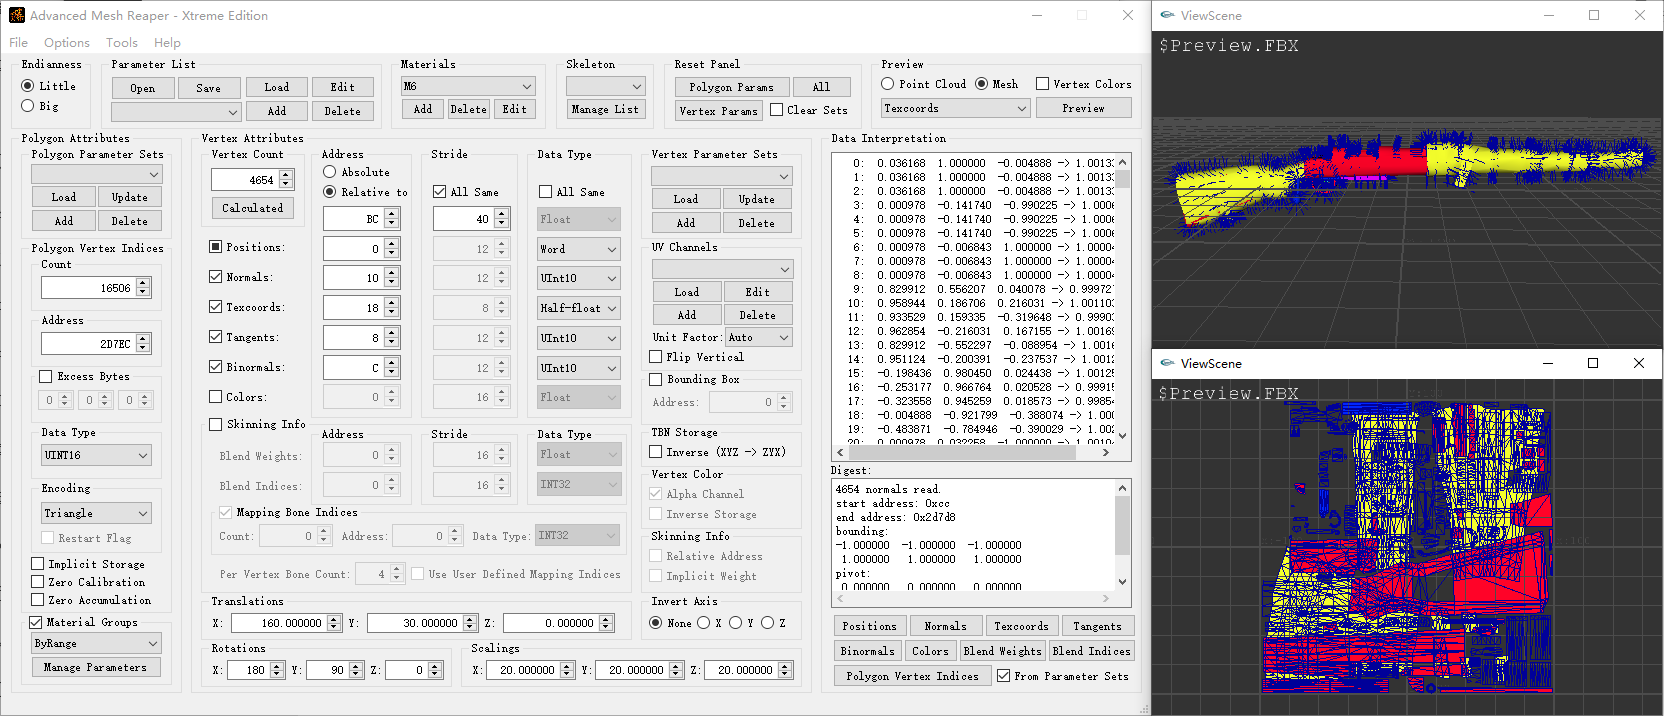 Advanced Mesh Reaper - Xtreme Edition
File Options Tools Help
Endianness
Little
Big
Parameter List
Open Save Load Edit
Add Delete
Materials
M6
Add Delete Edit
Skeleton
Manage List
Reset Panel
Polygon Params All
Vertex Params Clear Sets
Preview
Point Cloud Mesh Vertex Colors
Texcoords Preview
Polygon Attributes
Polygon Parameter Sets
Load Update
Add Delete
Polygon Vertex Indices
Count
16506
Address
2D7EC
Excess Bytes
0 0 0
Data Type
UINT16
Encoding
Triangle
Restart Flag
Implicit Storage
Zero Calibration
Zero Accumulation
Material Groups
ByRange
Manage Parameters
Vertex Attributes
Vertex Count
4654
Calculated
Address
Absolute
Relative to
BC
Stride
All Same
40
Data Type
All Same
Float
Positions: 0 12 Word
Normals: 10 12 UInt10
Texcoords: 18 8 Half-float
Tangents: 8 12 UInt10
Binormals: C 12 UInt10
Colors: 0 16 Float
Skinning Info
Address Stride Data Type
Blend Weights: 0 16 Float
Blend Indices: 0 16 INT32
Mapping Bone Indices
Count: 0 Address: 0 Data Type: INT32
Per Vertex Bone Count: 4 Use User Defined Mapping Indices
Translations
X: 160.000000 Y: 30.000000 Z: 0.000000
Rotations
X: 180 Y: 90 Z: 0
Scalings
X: 20.000000 Y: 20.000000 Z: 20.000000
Vertex Parameter Sets
Load Update
Add Delete
UV Channels
Load Edit
Add Delete
Unit Factor: Auto
Flip Vertical
Bounding Box
Address: 0
TBN Storage
Inverse (XYZ -> ZYX)
Vertex Color
Alpha Channel
Inverse Storage
Skinning Info
Relative Address
Implicit Weight
Invert Axis
None X Y Z
Data Interpretation
0: 0.036168 1.000000 -0.004888 -> 1.00133
1: 0.036168 1.000000 -0.004888 -> 1.00133
2: 0.036168 1.000000 -0.004888 -> 1.00133
3: 0.000978 -0.141740 -0.990225 -> 1.0006
4: 0.000978 -0.141740 -0.990225 -> 1.0006
5: 0.000978 -0.141740 -0.990225 -> 1.0006
6: 0.000978 -0.006843 1.000000 -> 1.00004
7: 0.000978 -0.006843 1.000000 -> 1.00004
8: 0.000978 -0.006843 1.000000 -> 1.00004
9: 0.829912 0.556207 0.040078 -> 0.99972
10: 0.958944 0.186706 0.216031 -> 1.00110
11: 0.933529 0.159335 -0.319648 -> 0.9990
12: 0.962854 -0.216031 0.167155 -> 1.0016
13: 0.829912 -0.552297 -0.088954 -> 1.001
14: 0.951124 -0.200391 -0.237537 -> 1.001
15: -0.198436 0.980450 0.024438 -> 1.0012
16: -0.253177 0.966764 0.020528 -> 0.9991
17: -0.323558 0.945259 0.018573 -> 0.9985
18: -0.004888 -0.921799 -0.388074 -> 1.00
19: -0.483871 -0.784946 -0.390029 -> 1.00
20: 0.000978 0.032258 -1.000000 -> 1.0010
Digest:
4654 normals read.
start address: 0xcc
end address: 0x2d7d8
bounding:
-1.000000 -1.000000 -1.000000
1.000000 1.000000 1.000000
pivot:
0.000000 0.000000 0.000000
Positions Normals Texcoords Tangents
Binormals Colors Blend Weights Blend Indices
Polygon Vertex Indices From Parameter Sets
ViewScene
$Preview.FBX
ViewScene
$Preview.FBX